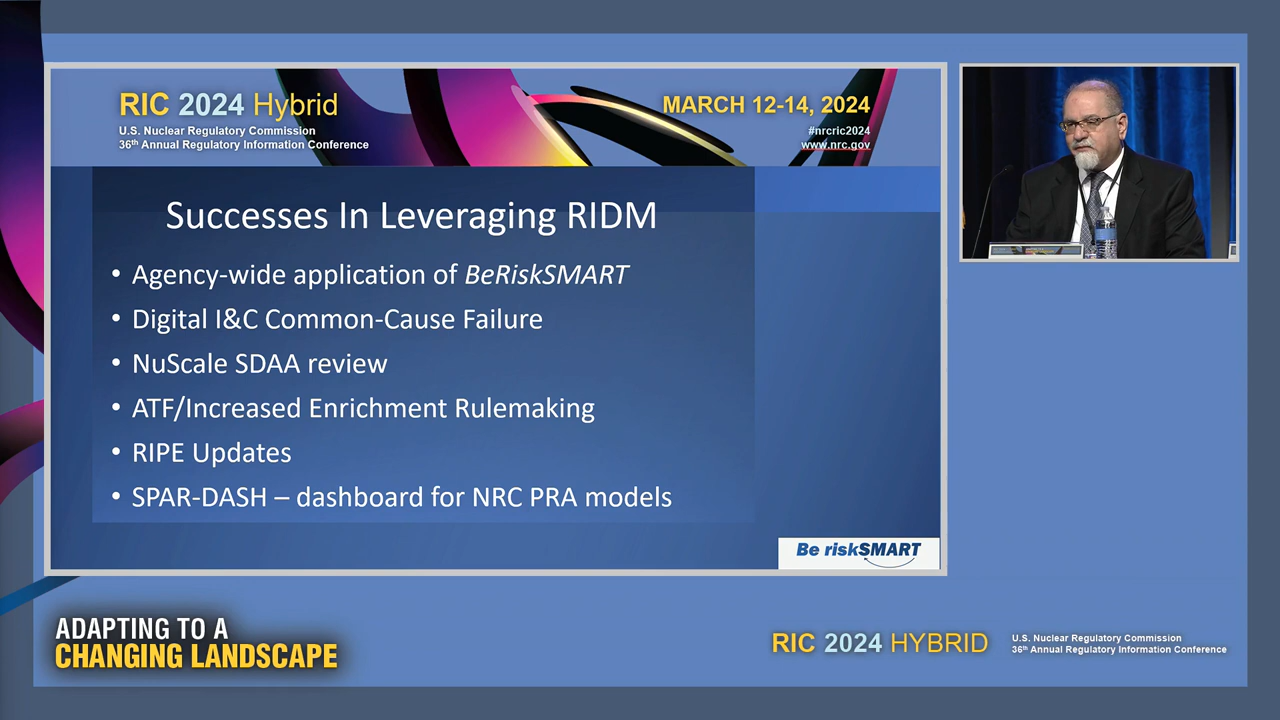 RIC 2024 Hybrid
U.S. Nuclear Regulatory Commission
36th Annual Regulatory Information Conference
MARCH 12-14, 2024
#nrcric2024
www.nrc.gov
Successes In Leveraging RIDM
• Agency-wide application of BeRiskSMART
• Digital I&C Common-Cause Failure
• NuScale SDAA review
• ATF/Increased Enrichment Rulemaking
• RIPE Updates
• SPAR-DASH – dashboard for NRC PRA models
Be riskSMART
ADAPTING TO A
CHANGING LANDSCAPE
RIC 2024 HYBRID
U.S. Nuclear Regulatory Commission
36th Annual Regulatory Information Conference